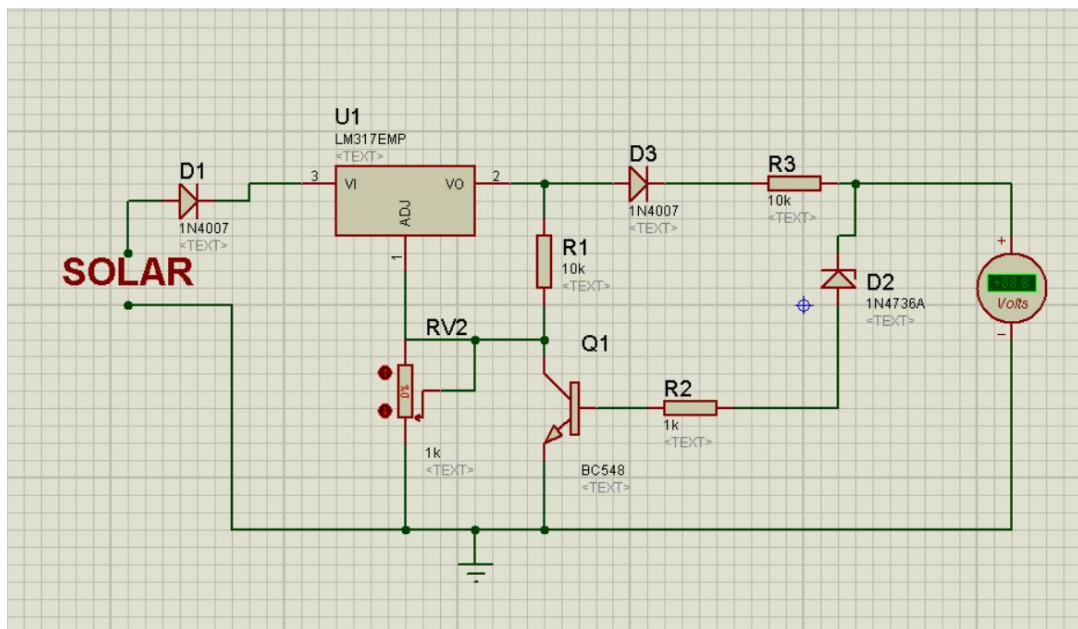 U1
LM317EMP
<TEXT>
D1
1N4007
<TEXT>
3
VI
VO
2
ADJ
1
D3
1N4007
<TEXT>
R3
10k
<TEXT>
SOLAR
R1
10k
<TEXT>
D2
1N4736A
<TEXT>
+
Volts
-
RV2
0%
1k
<TEXT>
Q1
BC548
<TEXT>
R2
1k
<TEXT>